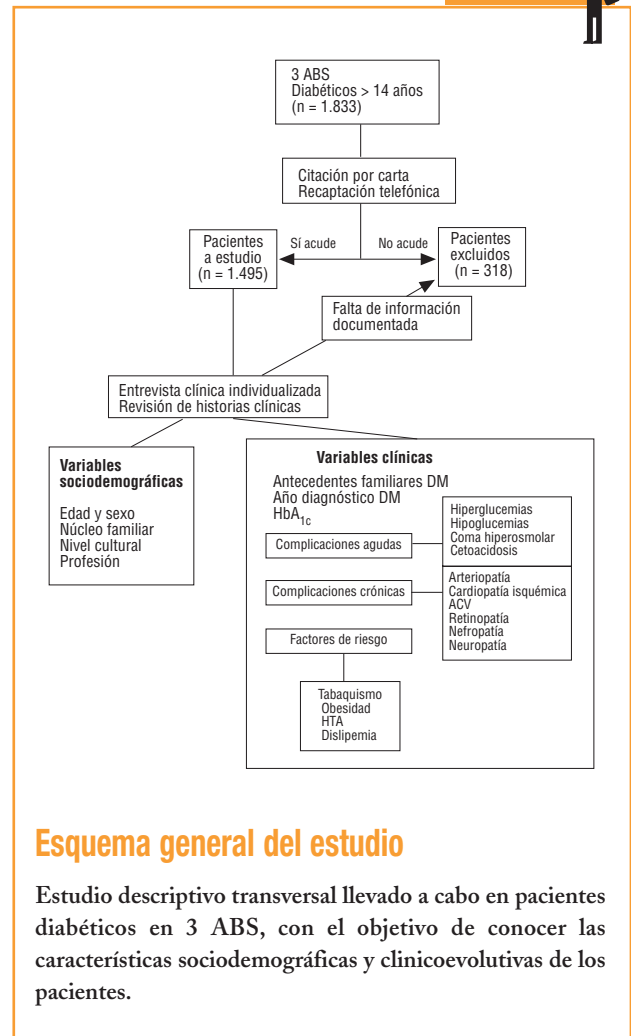 3 ABS
Diabéticos > 14 años
(n = 1.833)
Citación por carta
Recaptación telefónica
Pacientes
a estudio
(n = 1.495)
Sí acude
No acude
Pacientes
excluidos
(n = 318)
Falta de información
documentada
Entrevista clínica individualizada
Revisión de historias clínicas
Variables
sociodemográficas
Edad y sexo
Núcleo familiar
Nivel cultural
Profesión
Variables clínicas
Antecedentes familiares DM
Año diagnóstico DM
HbA1c
Complicaciones agudas
Hiperglucemias
Hipoglucemias
Coma hiperosmolar
Cetoacidosis
Complicaciones crónicas
Arteriopatía
Cardiopatía isquémica
ACV
Retinopatía
Nefropatía
Neuropatía
Factores de riesgo
Tabaquismo
Obesidad
HTA
Dislipemia
Esquema general del estudio
Estudio descriptivo transversal llevado a cabo en pacientes
diabéticos en 3 ABS, con el objetivo de conocer las
características sociodemográficas y clinicoevolutivas de los
pacientes.